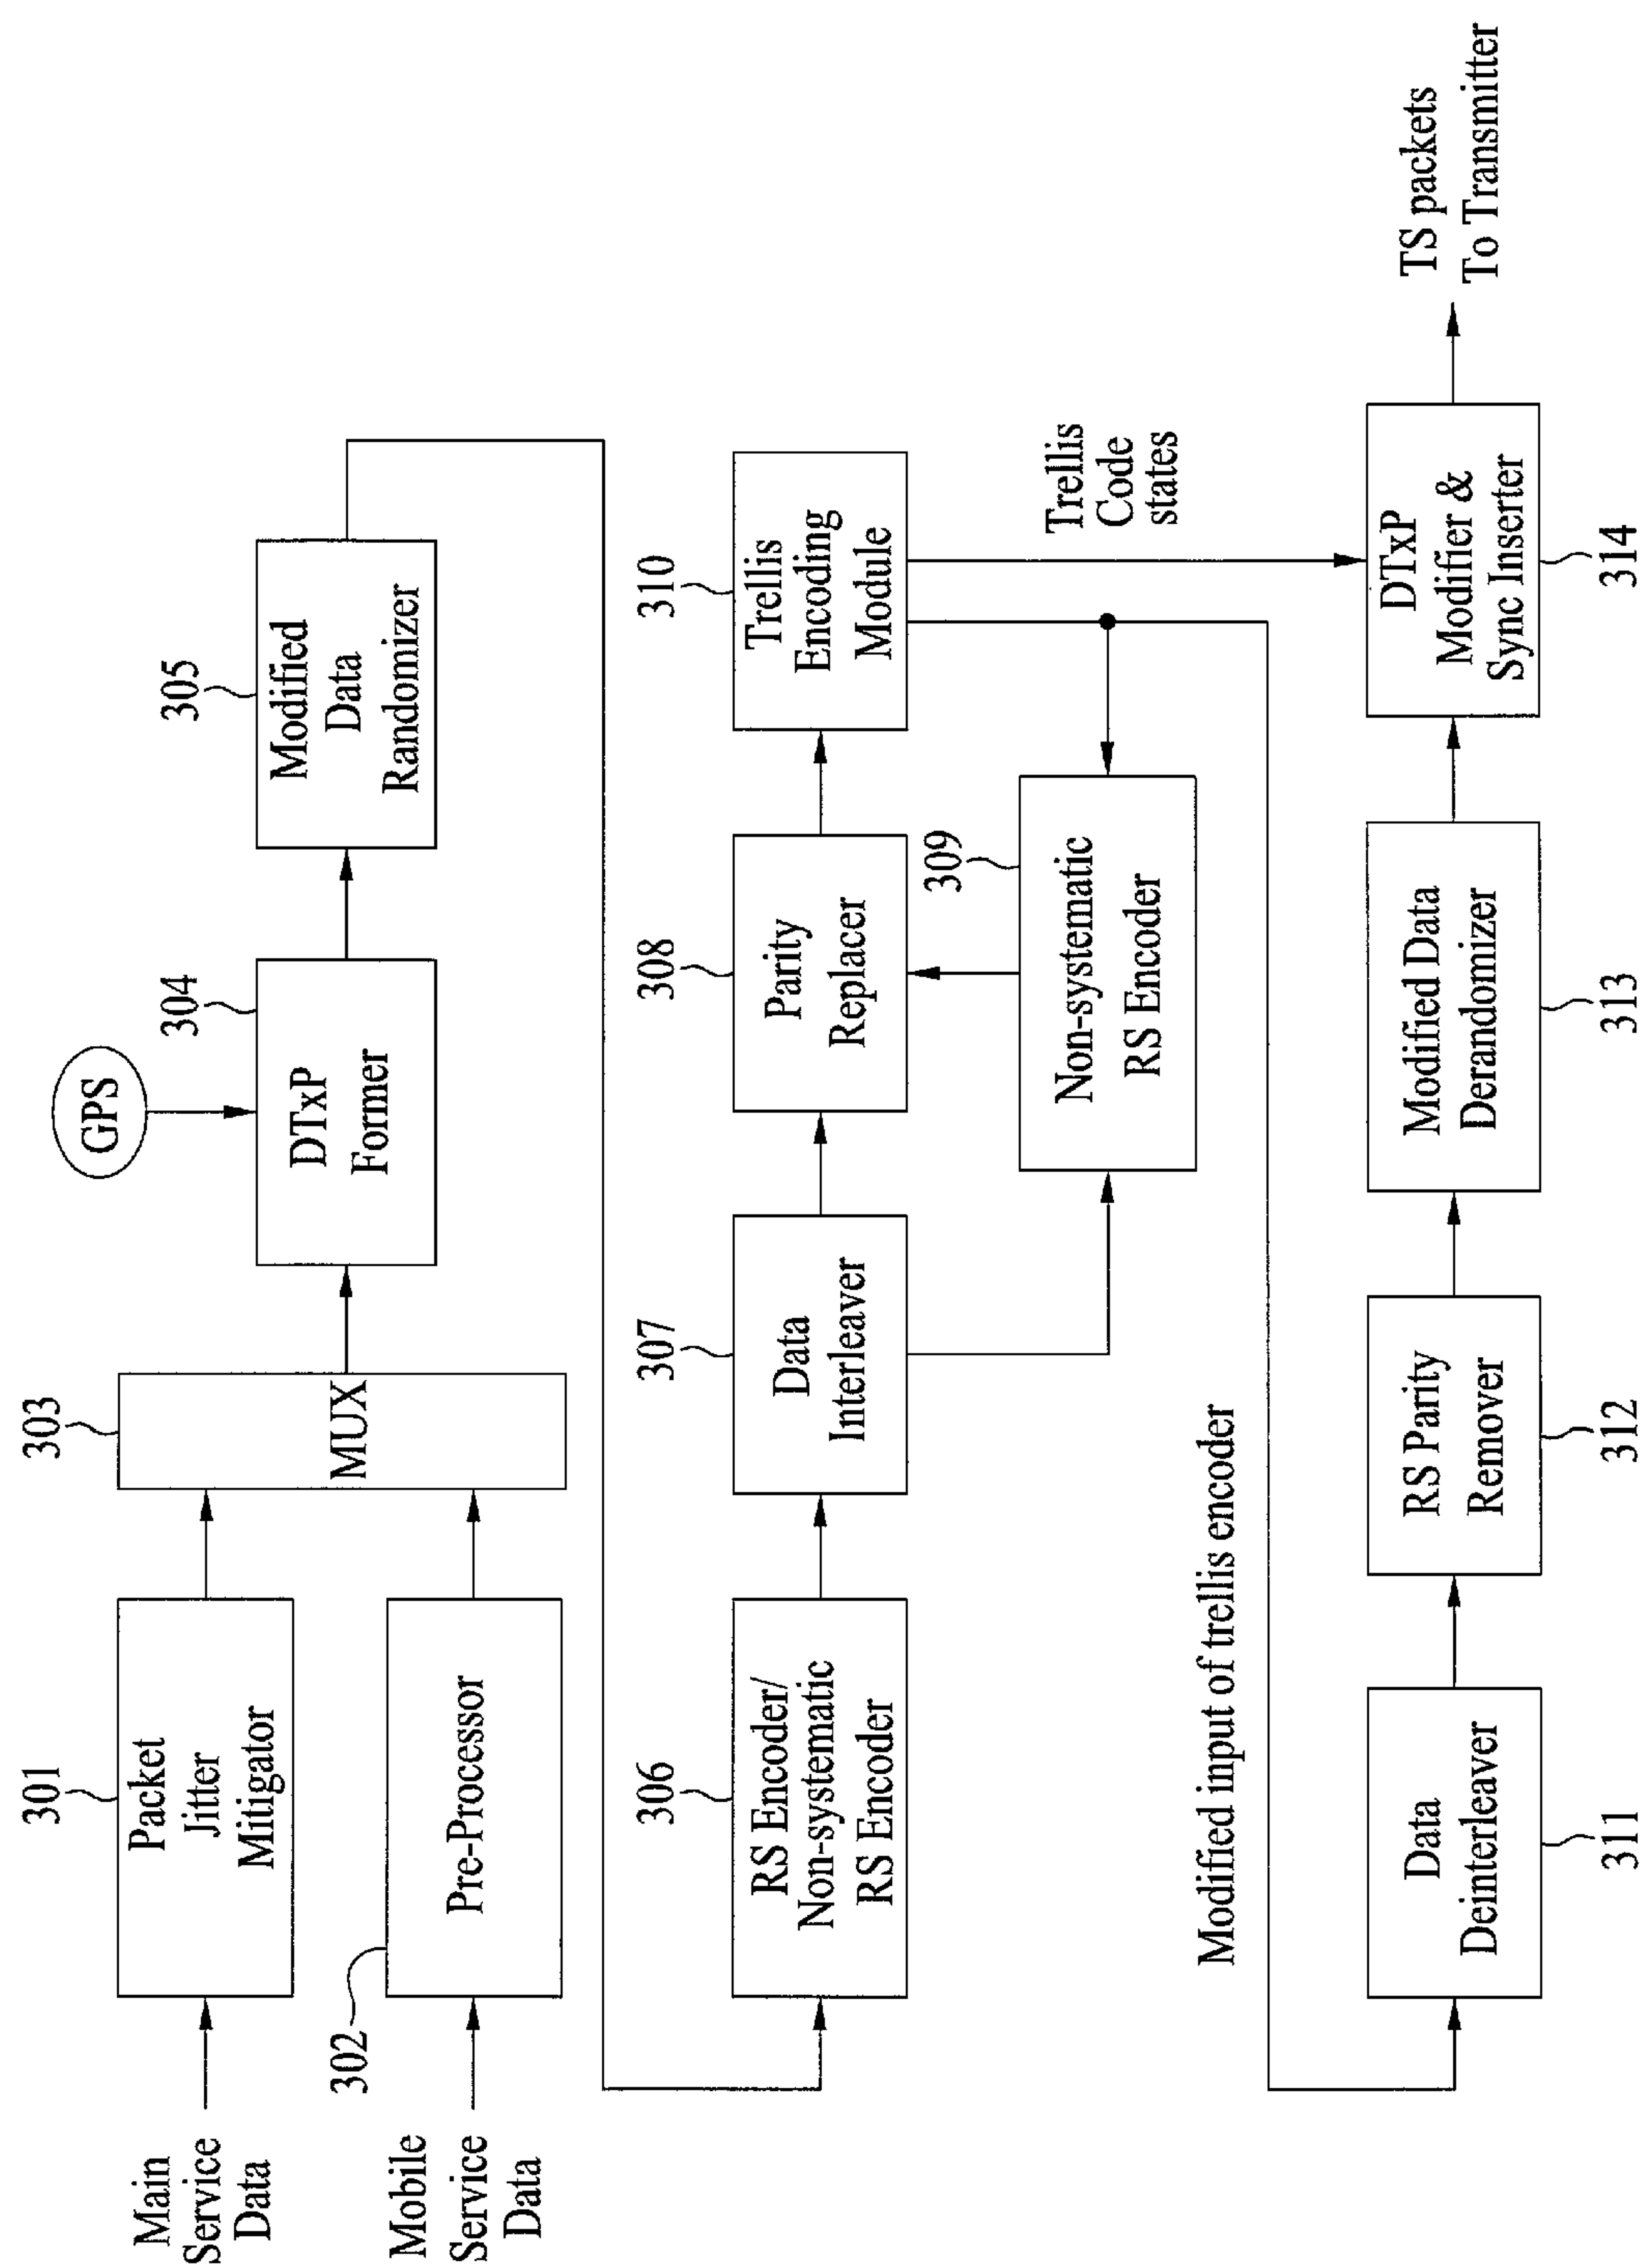 Main
Service
Data
301
Packet
Jitter
Mitigator
Mobile
Service
Data
302
Pre-Processor
303
MUX
GPS
304
DTxP
Former
305
Modified
Data
Randomizer
306
RS Encoder/
Non-systematic
RS Encoder
307
Data
Interleaver
308
Parity
Replacer
309
Non-systematic
RS Encoder
310
Trellis
Encoding
Module
Trellis
Code
states
Modified input of trellis encoder
Data
Deinterleaver
311
RS Parity
Remover
312
Modified Data
Derandomizer
313
DTxP
Modifier &
Sync Inserter
314
TS packets
To Transmitter